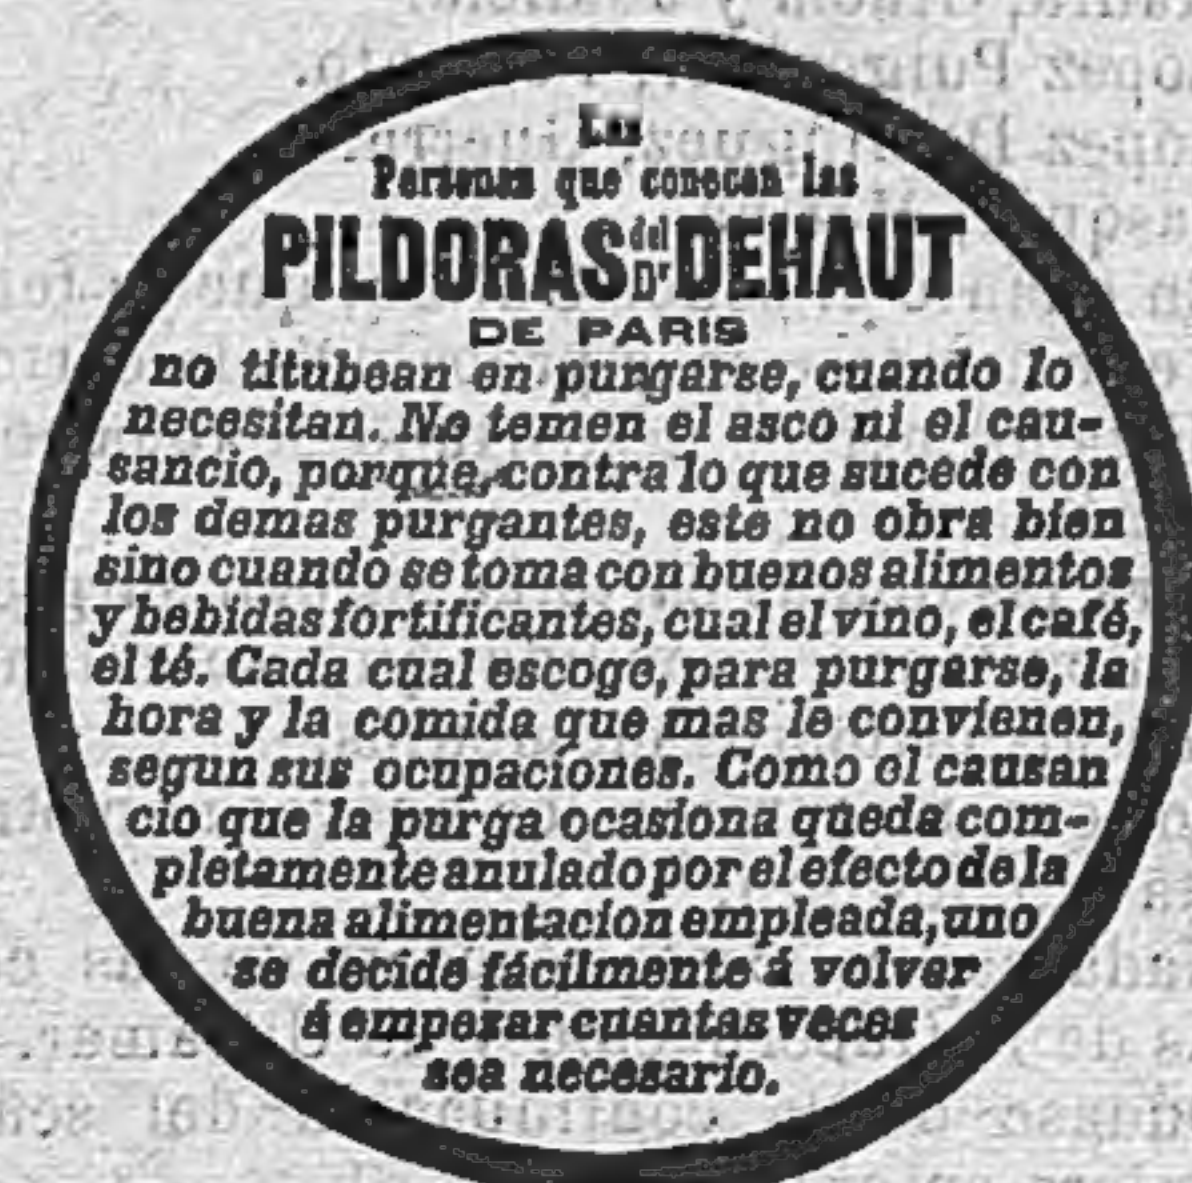 Las
Personas que conocen las
PILDORAS del Dr DEHAUT
DE PARIS
no titubean en purgarse, cuando lo
necesitan. No temen el asco ni el cau-
sancio, porque, contra lo que sucede con
los demas purgantes, este no obra bien
sino cuando se toma con buenos alimentos
y bebidas fortificantes, cual el vino, el café,
el té. Cada cual escoge, para purgarse, la
hora y la comida que mas le convienen,
segun sus ocupaciones. Como el causan
cio que la purga ocasiona queda com-
pletamente anulado por el efecto de la
buena alimentacion empleada, uno
se decide fácilmente á volver
á empezar cuantas veces
sea necesario.